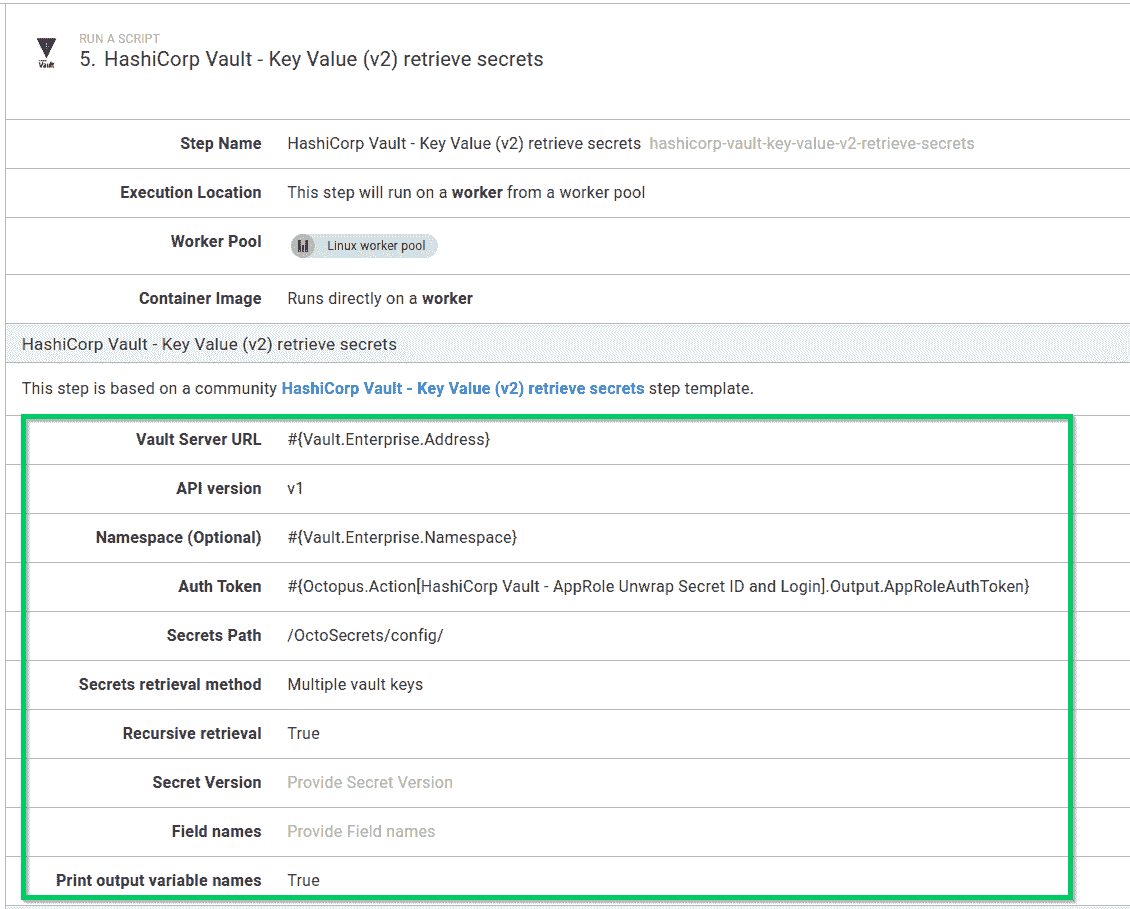 RUN A SCRIPT
Vault
5. HashiCorp Vault - Key Value (v2) retrieve secrets
Step Name HashiCorp Vault - Key Value (v2) retrieve secrets hashicorp-vault-key-value-v2-retrieve-secrets
Execution Location This step will run on a worker from a worker pool
Worker Pool Linux worker pool
Container Image Runs directly on a worker
HashiCorp Vault - Key Value (v2) retrieve secrets
This step is based on a community HashiCorp Vault - Key Value (v2) retrieve secrets step template.
Vault Server URL #{Vault.Enterprise.Address}
API version v1
Namespace (Optional) #{Vault.Enterprise.Namespace}
Auth Token #{Octopus.Action[HashiCorp Vault - AppRole Unwrap Secret ID and Login].Output.AppRoleAuthToken}
Secrets Path /OctoSecrets/config/
Secrets retrieval method Multiple vault keys
Recursive retrieval True
Secret Version Provide Secret Version
Field names Provide Field names
Print output variable names True